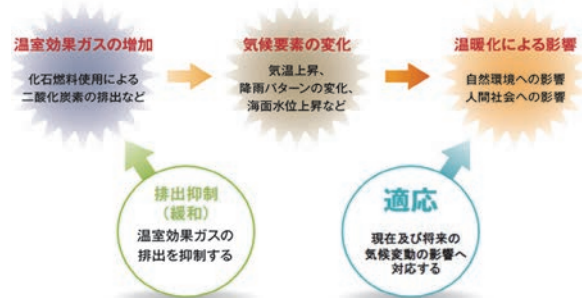 温室効果ガスの増加
化石燃料使用による
二酸化炭素の排出など
気候要素の変化
気温上昇、
降雨パターンの変化、
海面水位上昇など
温暖化による影響
自然環境への影響
人間社会への影響
排出抑制
(緩和)
温室効果ガスの
排出を抑制する
適応
現在及び将来の
気候変動の影響へ
対応する